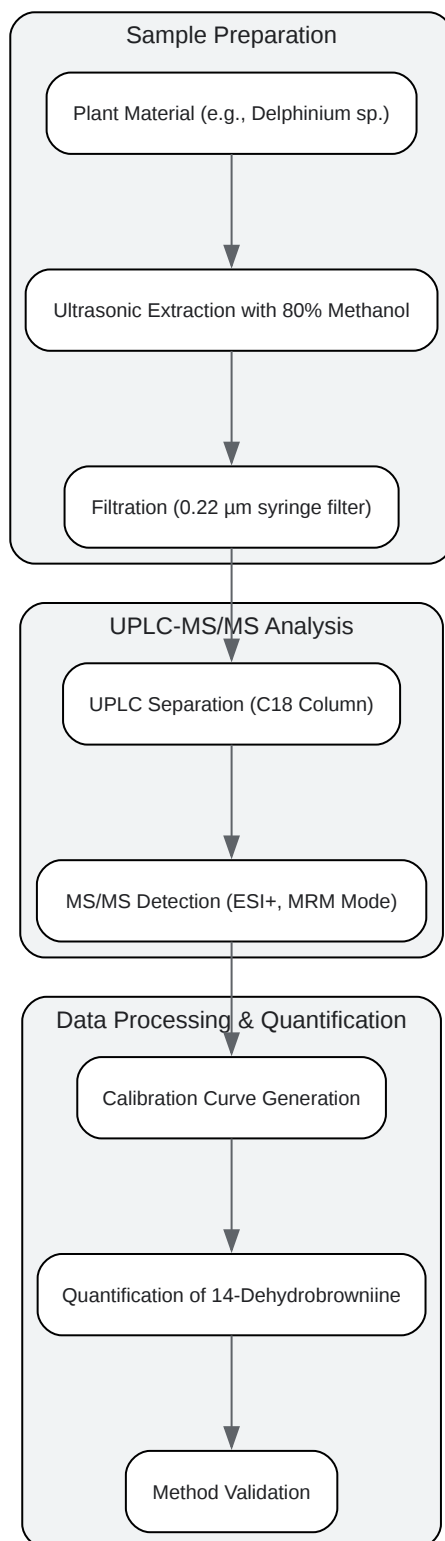 Sample Preparation
Plant Material (e.g., Delphinium sp.)
Ultrasonic Extraction with 80% Methanol
Filtration (0.22 µm syringe filter)
UPLC-MS/MS Analysis
UPLC Separation (C18 Column)
MS/MS Detection (ESI+, MRM Mode)
Data Processing & Quantification
Calibration Curve Generation
Quantification of 14-Dehydrobrowniine
Method Validation